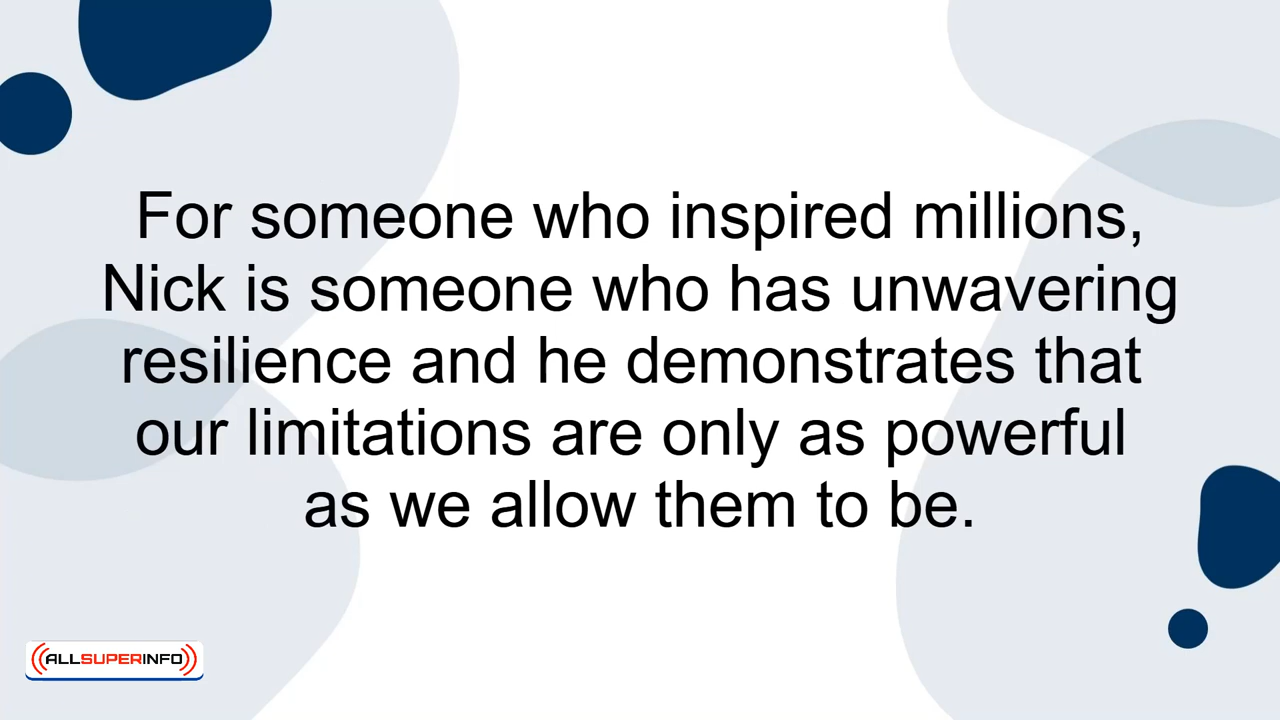 For someone who inspired millions,
Nick is someone who has unwavering
resilience and he demonstrates that
our limitations are only as powerful
as we allow them to be.
ALLSUPERINFO